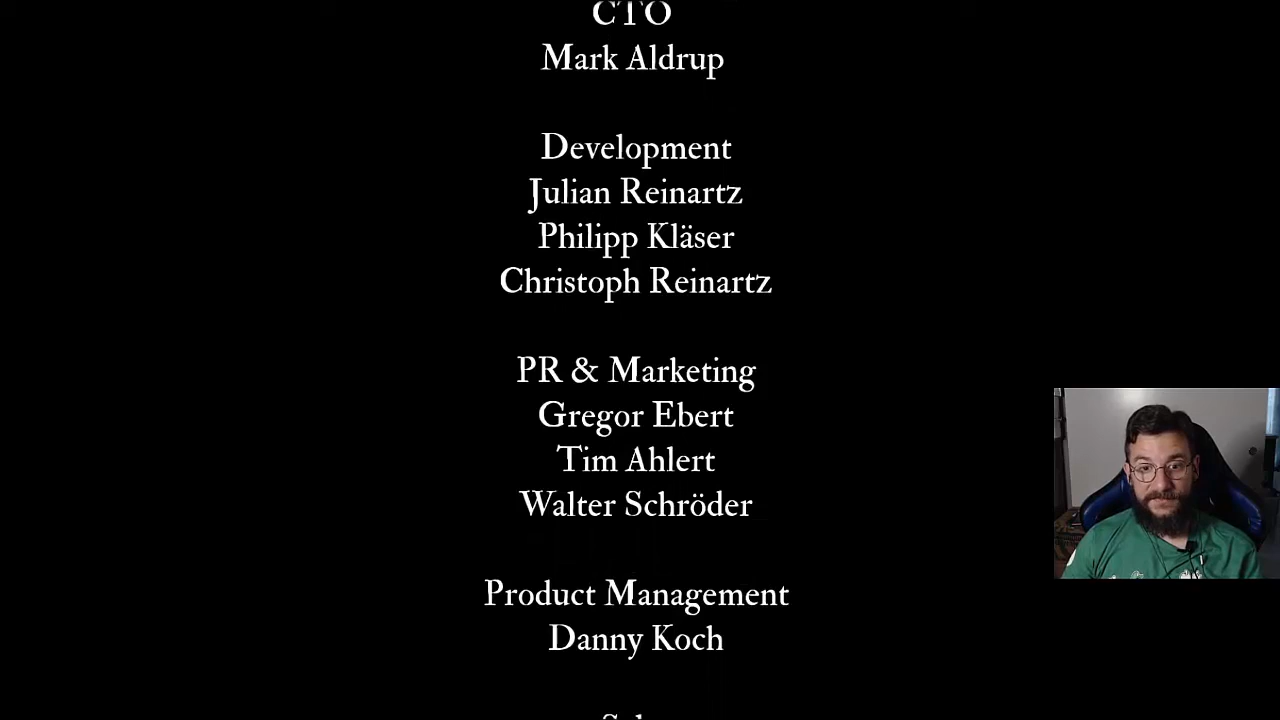 CTO
Mark Aldrup
Development
Julian Reinartz
Philipp Kläser
Christoph Reinartz
PR & Marketing
Gregor Ebert
Tim Ahlert
Walter Schröder
Product Management
Danny Koch